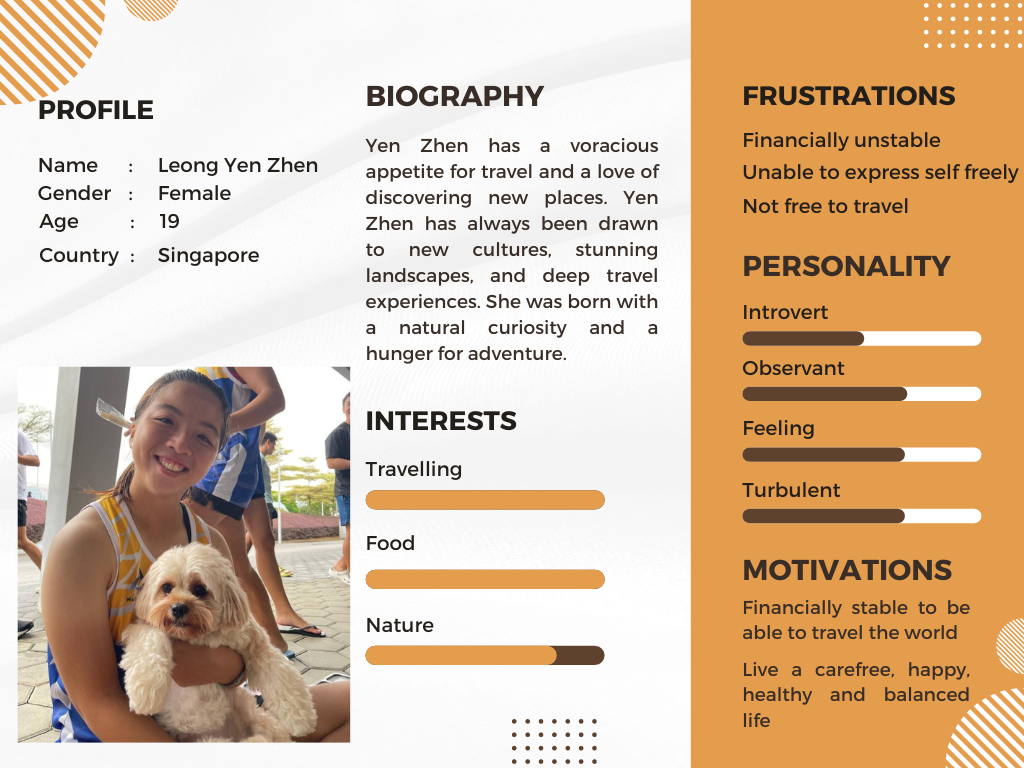 PROFILE
Name : Leong Yen Zhen
Gender : Female
Age : 19
Country : Singapore
BIOGRAPHY
Yen Zhen has a voracious
appetite for travel and a love of
discovering new places. Yen
Zhen has always been drawn
to new cultures, stunning
landscapes, and deep travel
experiences. She was born with
a natural curiosity and a
hunger for adventure.
INTERESTS
Travelling
Food
Nature
FRUSTRATIONS
Financially unstable
Unable to express self freely
Not free to travel
PERSONALITY
Introvert
Observant
Feeling
Turbulent
MOTIVATIONS
Financially stable to be
able to travel the world
Live a carefree, happy,
healthy and balanced
life